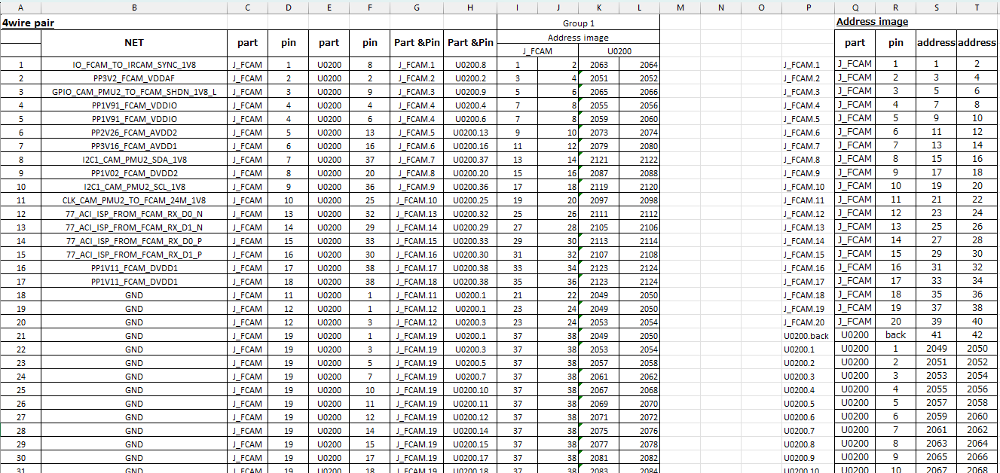 A B C D E F G H I J K L M N O P Q R S T
4wire pair Group 1 Address image
Address image
NET part pin part pin Part &Pin Part &Pin J_FCAM U0200 part pin address address
1 IO_FCAM_TO_IRCAM_SYNC_1V8 J_FCAM 1 U0200 8 J_FCAM.1 U0200.8 1 2 2063 2064 J_FCAM.1 J_FCAM 1 1 2
2 PP3V2_FCAM_VDDAF J_FCAM 2 U0200 2 J_FCAM.2 U0200.2 3 4 2051 2052 J_FCAM.2 J_FCAM 2 3 4
3 GPIO_CAM_PMU2_TO_FCAM_SHDN_1V8_L J_FCAM 3 U0200 9 J_FCAM.3 U0200.9 5 6 2065 2066 J_FCAM.3 J_FCAM 3 5 6
4 PP1V91_FCAM_VDDIO J_FCAM 4 U0200 4 J_FCAM.4 U0200.4 7 8 2055 2056 J_FCAM.4 J_FCAM 4 7 8
5 PP1V91_FCAM_VDDIO J_FCAM 4 U0200 6 J_FCAM.4 U0200.6 7 8 2059 2060 J_FCAM.5 J_FCAM 5 9 10
6 PP2V26_FCAM_AVDD2 J_FCAM 5 U0200 13 J_FCAM.5 U0200.13 9 10 2073 2074 J_FCAM.6 J_FCAM 6 11 12
7 PP3V16_FCAM_AVDD1 J_FCAM 6 U0200 16 J_FCAM.6 U0200.16 11 12 2079 2080 J_FCAM.7 J_FCAM 7 13 14
8 I2C1_CAM_PMU2_SDA_1V8 J_FCAM 7 U0200 37 J_FCAM.7 U0200.37 13 14 2121 2122 J_FCAM.8 J_FCAM 8 15 16
9 PP1V02_FCAM_DVDD2 J_FCAM 8 U0200 20 J_FCAM.8 U0200.20 15 16 2087 2088 J_FCAM.9 J_FCAM 9 17 18
10 I2C1_CAM_PMU2_SCL_1V8 J_FCAM 9 U0200 36 J_FCAM.9 U0200.36 17 18 2119 2120 J_FCAM.10 J_FCAM 10 19 20
11 CLK_CAM_PMU2_TO_FCAM_24M_1V8 J_FCAM 10 U0200 25 J_FCAM.10 U0200.25 19 20 2097 2098 J_FCAM.11 J_FCAM 11 21 22
12 77_ACI_ISP_FROM_FCAM_RX_D0_N J_FCAM 13 U0200 32 J_FCAM.13 U0200.32 25 26 2111 2112 J_FCAM.12 J_FCAM 12 23 24
13 77_ACI_ISP_FROM_FCAM_RX_D1_N J_FCAM 14 U0200 29 J_FCAM.14 U0200.29 27 28 2105 2106 J_FCAM.13 J_FCAM 13 25 26
14 77_ACI_ISP_FROM_FCAM_RX_D0_P J_FCAM 15 U0200 33 J_FCAM.15 U0200.33 29 30 2113 2114 J_FCAM.14 J_FCAM 14 27 28
15 77_ACI_ISP_FROM_FCAM_RX_D1_P J_FCAM 16 U0200 30 J_FCAM.16 U0200.30 31 32 2107 2108 J_FCAM.15 J_FCAM 15 29 30
16 PP1V11_FCAM_DVDD1 J_FCAM 17 U0200 38 J_FCAM.17 U0200.38 33 34 2123 2124 J_FCAM.16 J_FCAM 16 31 32
17 PP1V11_FCAM_DVDD1 J_FCAM 18 U0200 38 J_FCAM.18 U0200.38 35 36 2123 2124 J_FCAM.17 J_FCAM 17 33 34
18 GND J_FCAM 11 U0200 1 J_FCAM.11 U0200.1 21 22 2049 2050 J_FCAM.18 J_FCAM 18 35 36
19 GND J_FCAM 12 U0200 1 J_FCAM.12 U0200.1 23 24 2049 2050 J_FCAM.19 J_FCAM 19 37 38
20 GND J_FCAM 12 U0200 3 J_FCAM.12 U0200.3 23 24 2053 2054 J_FCAM.20 J_FCAM 20 39 40
21 GND J_FCAM 19 U0200 1 J_FCAM.19 U0200.1 37 38 2049 2050 U0200.back U0200 back 41 42
22 GND J_FCAM 19 U0200 3 J_FCAM.19 U0200.3 37 38 2053 2054 U0200.1 U0200 1 2049 2050
23 GND J_FCAM 19 U0200 5 J_FCAM.19 U0200.5 37 38 2057 2058 U0200.2 U0200 2 2051 2052
24 GND J_FCAM 19 U0200 7 J_FCAM.19 U0200.7 37 38 2061 2062 U0200.3 U0200 3 2053 2054
25 GND J_FCAM 19 U0200 10 J_FCAM.19 U0200.10 37 38 2067 2068 U0200.4 U0200 4 2055 2056
26 GND J_FCAM 19 U0200 11 J_FCAM.19 U0200.11 37 38 2069 2070 U0200.5 U0200 5 2057 2058
27 GND J_FCAM 19 U0200 12 J_FCAM.19 U0200.12 37 38 2071 2072 U0200.6 U0200 6 2059 2060
28 GND J_FCAM 19 U0200 14 J_FCAM.19 U0200.14 37 38 2075 2076 U0200.7 U0200 7 2061 2062
29 GND J_FCAM 19 U0200 15 J_FCAM.19 U0200.15 37 38 2077 2078 U0200.8 U0200 8 2063 2064
30 GND J_FCAM 19 U0200 17 J_FCAM.19 U0200.17 37 38 2081 2082 U0200.9 U0200 9 2065 2066
31 GND J_FCAM 19 U0200 18 J_FCAM.19 U0200.18 37 38 2083 2084 U0200.10 U0200 10 2067 2068